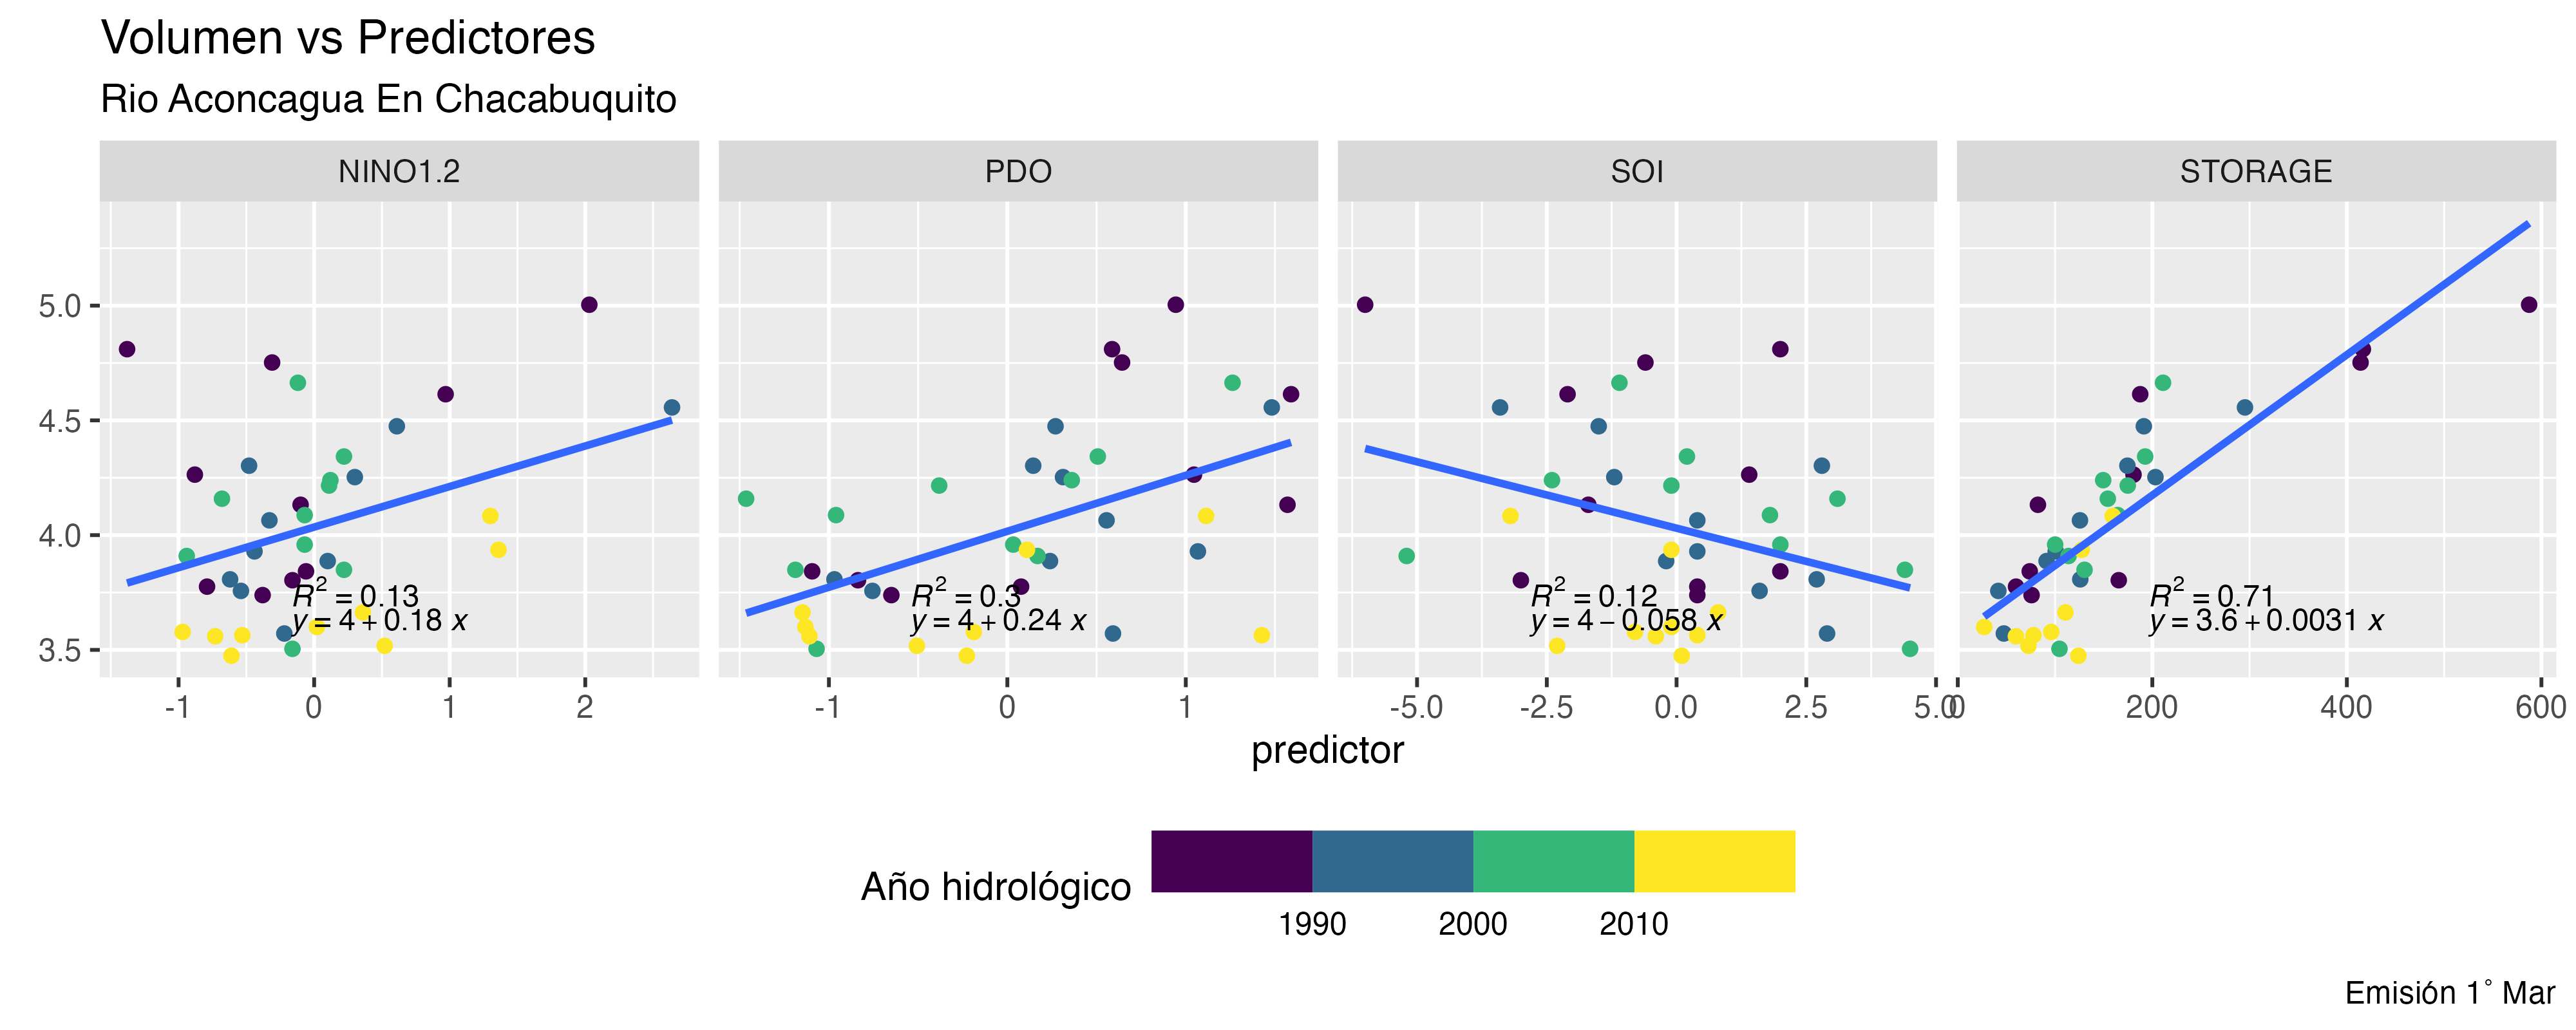 Volumen vs Predictores
Rio Aconcagua En Chacabuquito
NINO1.2 PDO SOI STORAGE
5.0
4.5
4.0
3.5
R² = 0.13 R² = 0.3 R² = 0.12 R² = 0.71
y = 4 + 0.18 x y = 4 + 0.24 x y = 4 − 0.058 x y = 3.6 + 0.0031 x
-1 0 1 2 -1 0 1 -5.0 -2.5 0.0 2.5 5.0 0 200 400 600
predictor
Año hidrológico
1990 2000 2010
Emisión 1° Mar